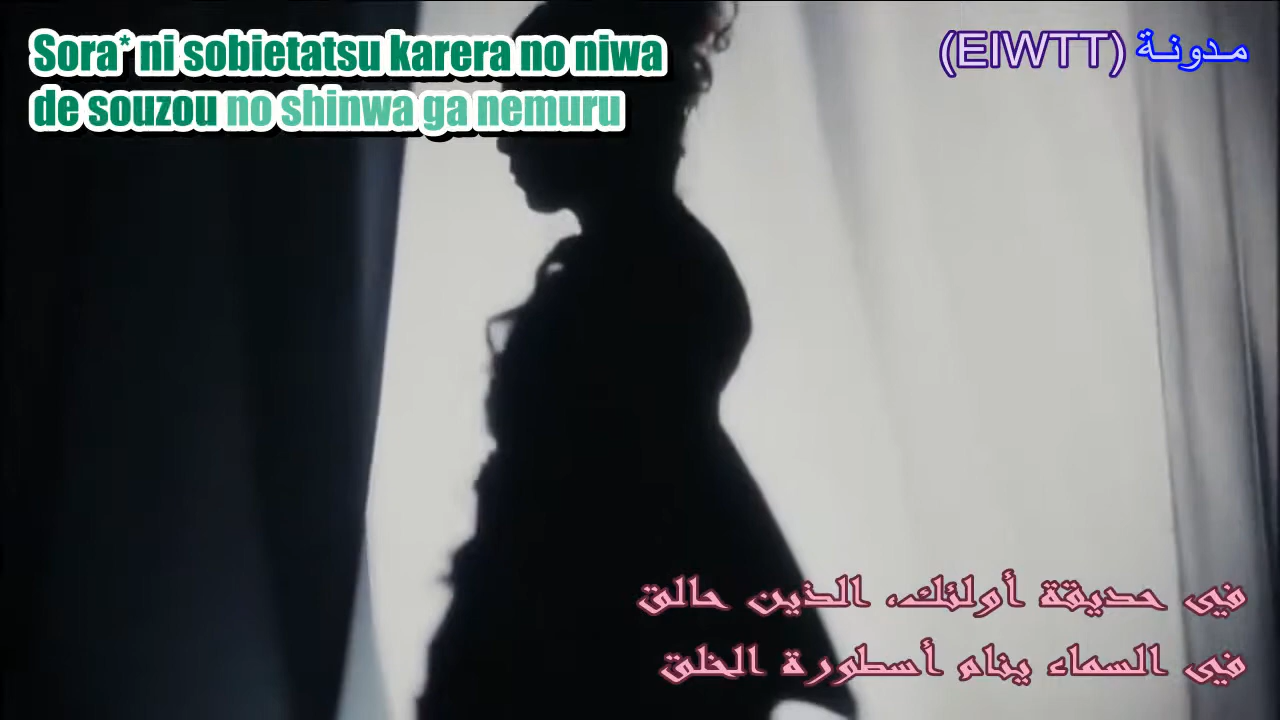 Sora* ni sobietatsu karera no niwa
de souzou no shinwa ga nemuru
مـدونـة (EIWTT)
في حديقة أولئك، الذين حالق
في السماء ينام أسطورة الخلق